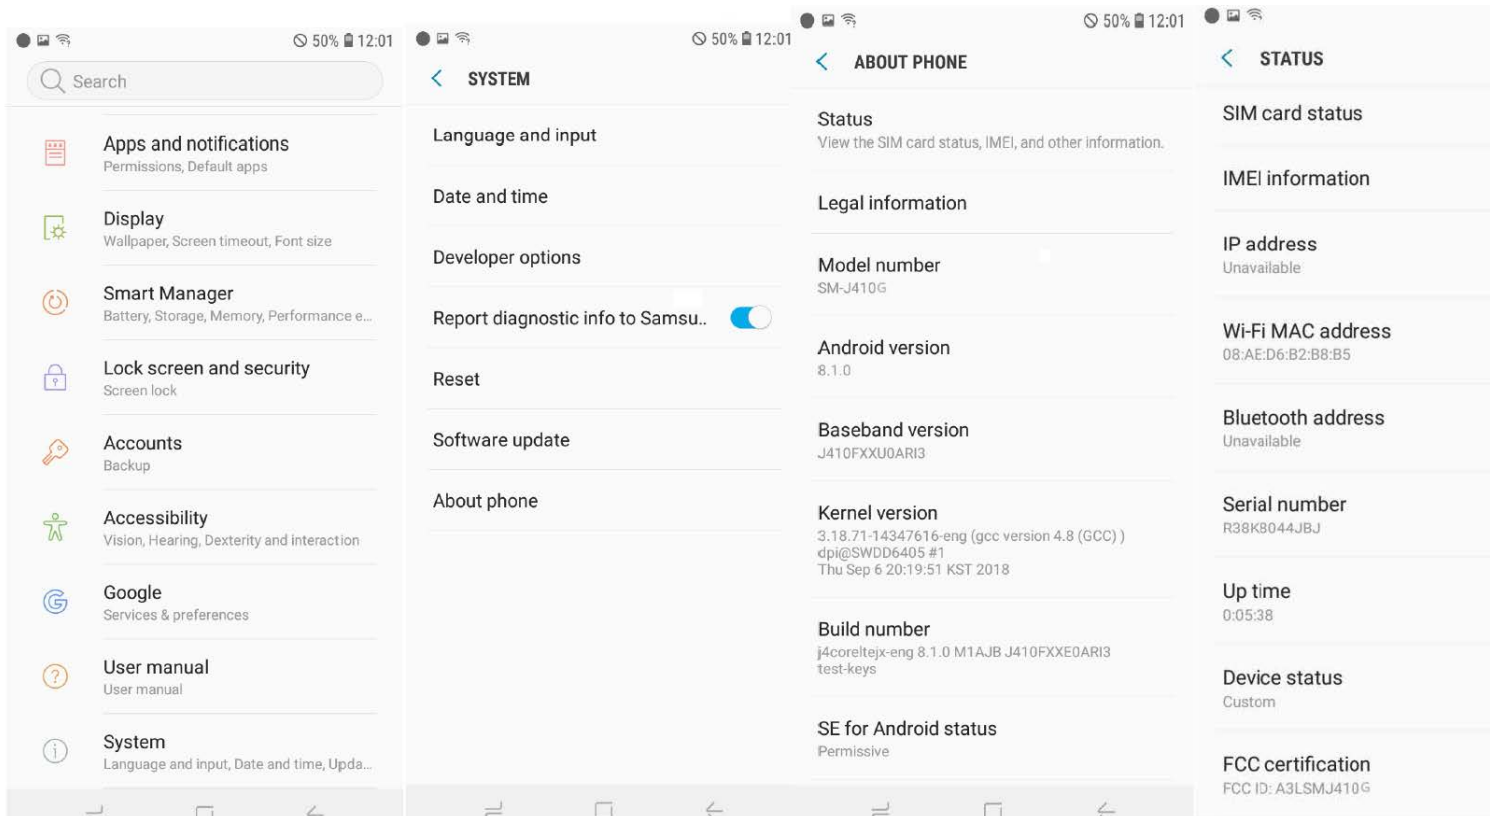 50% 12:01
Search
Apps and notifications
Permissions, Default apps
Display
Wallpaper, Screen timeout, Font size
Smart Manager
Battery, Storage, Memory, Performance e...
Lock screen and security
Screen lock
Accounts
Backup
Accessibility
Vision, Hearing, Dexterity and interaction
Google
Services & preferences
User manual
User manual
System
Language and input, Date and time, Upda...
50% 12:01
SYSTEM
Language and input
Date and time
Developer options
Report diagnostic info to Samsu..
Reset
Software update
About phone
50% 12:01
ABOUT PHONE
Status
View the SIM card status, IMEI, and other information.
Legal information
Model number
SM-J410G
Android version
8.1.0
Baseband version
J410FXXU0ARI3
Kernel version
3.18.71-14347616-eng (gcc version 4.8 (GCC) )
dpi@SWDD6405 #1
Thu Sep 6 20:19:51 KST 2018
Build number
j4coreltejx-eng 8.1.0 M1AJB J410FXXE0ARI3
test-keys
SE for Android status
Permissive
STATUS
SIM card status
IMEI information
IP address
Unavailable
Wi-Fi MAC address
08:AE:D6:B2:B8:B5
Bluetooth address
Unavailable
Serial number
R38K8044JBJ
Up time
0:05:38
Device status
Custom
FCC certification
FCC ID: A3LSMJ410G